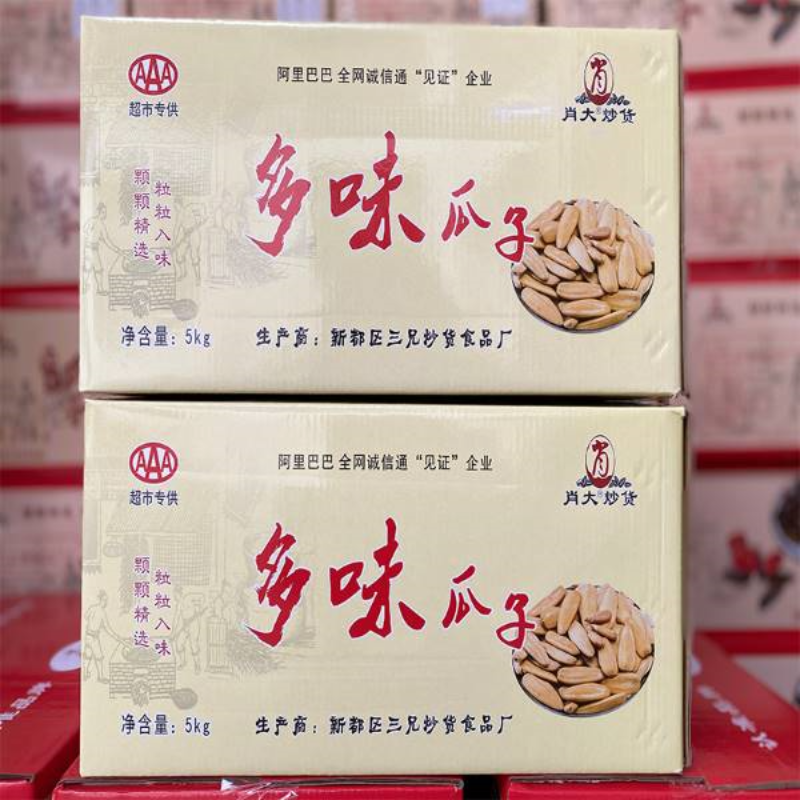 AAA
超市专供
阿里巴巴 全网诚信通“见证”企业
肖
肖大®炒货
颗颗精选
粒粒入味
多味瓜子
净含量：5kg
生产商：新都区三兄炒货食品厂
AAA
超市专供
阿里巴巴 全网诚信通“见证”企业
肖
肖大®炒货
颗颗精选
粒粒入味
多味瓜子
净含量：5kg
生产商：新都区三兄炒货食品厂